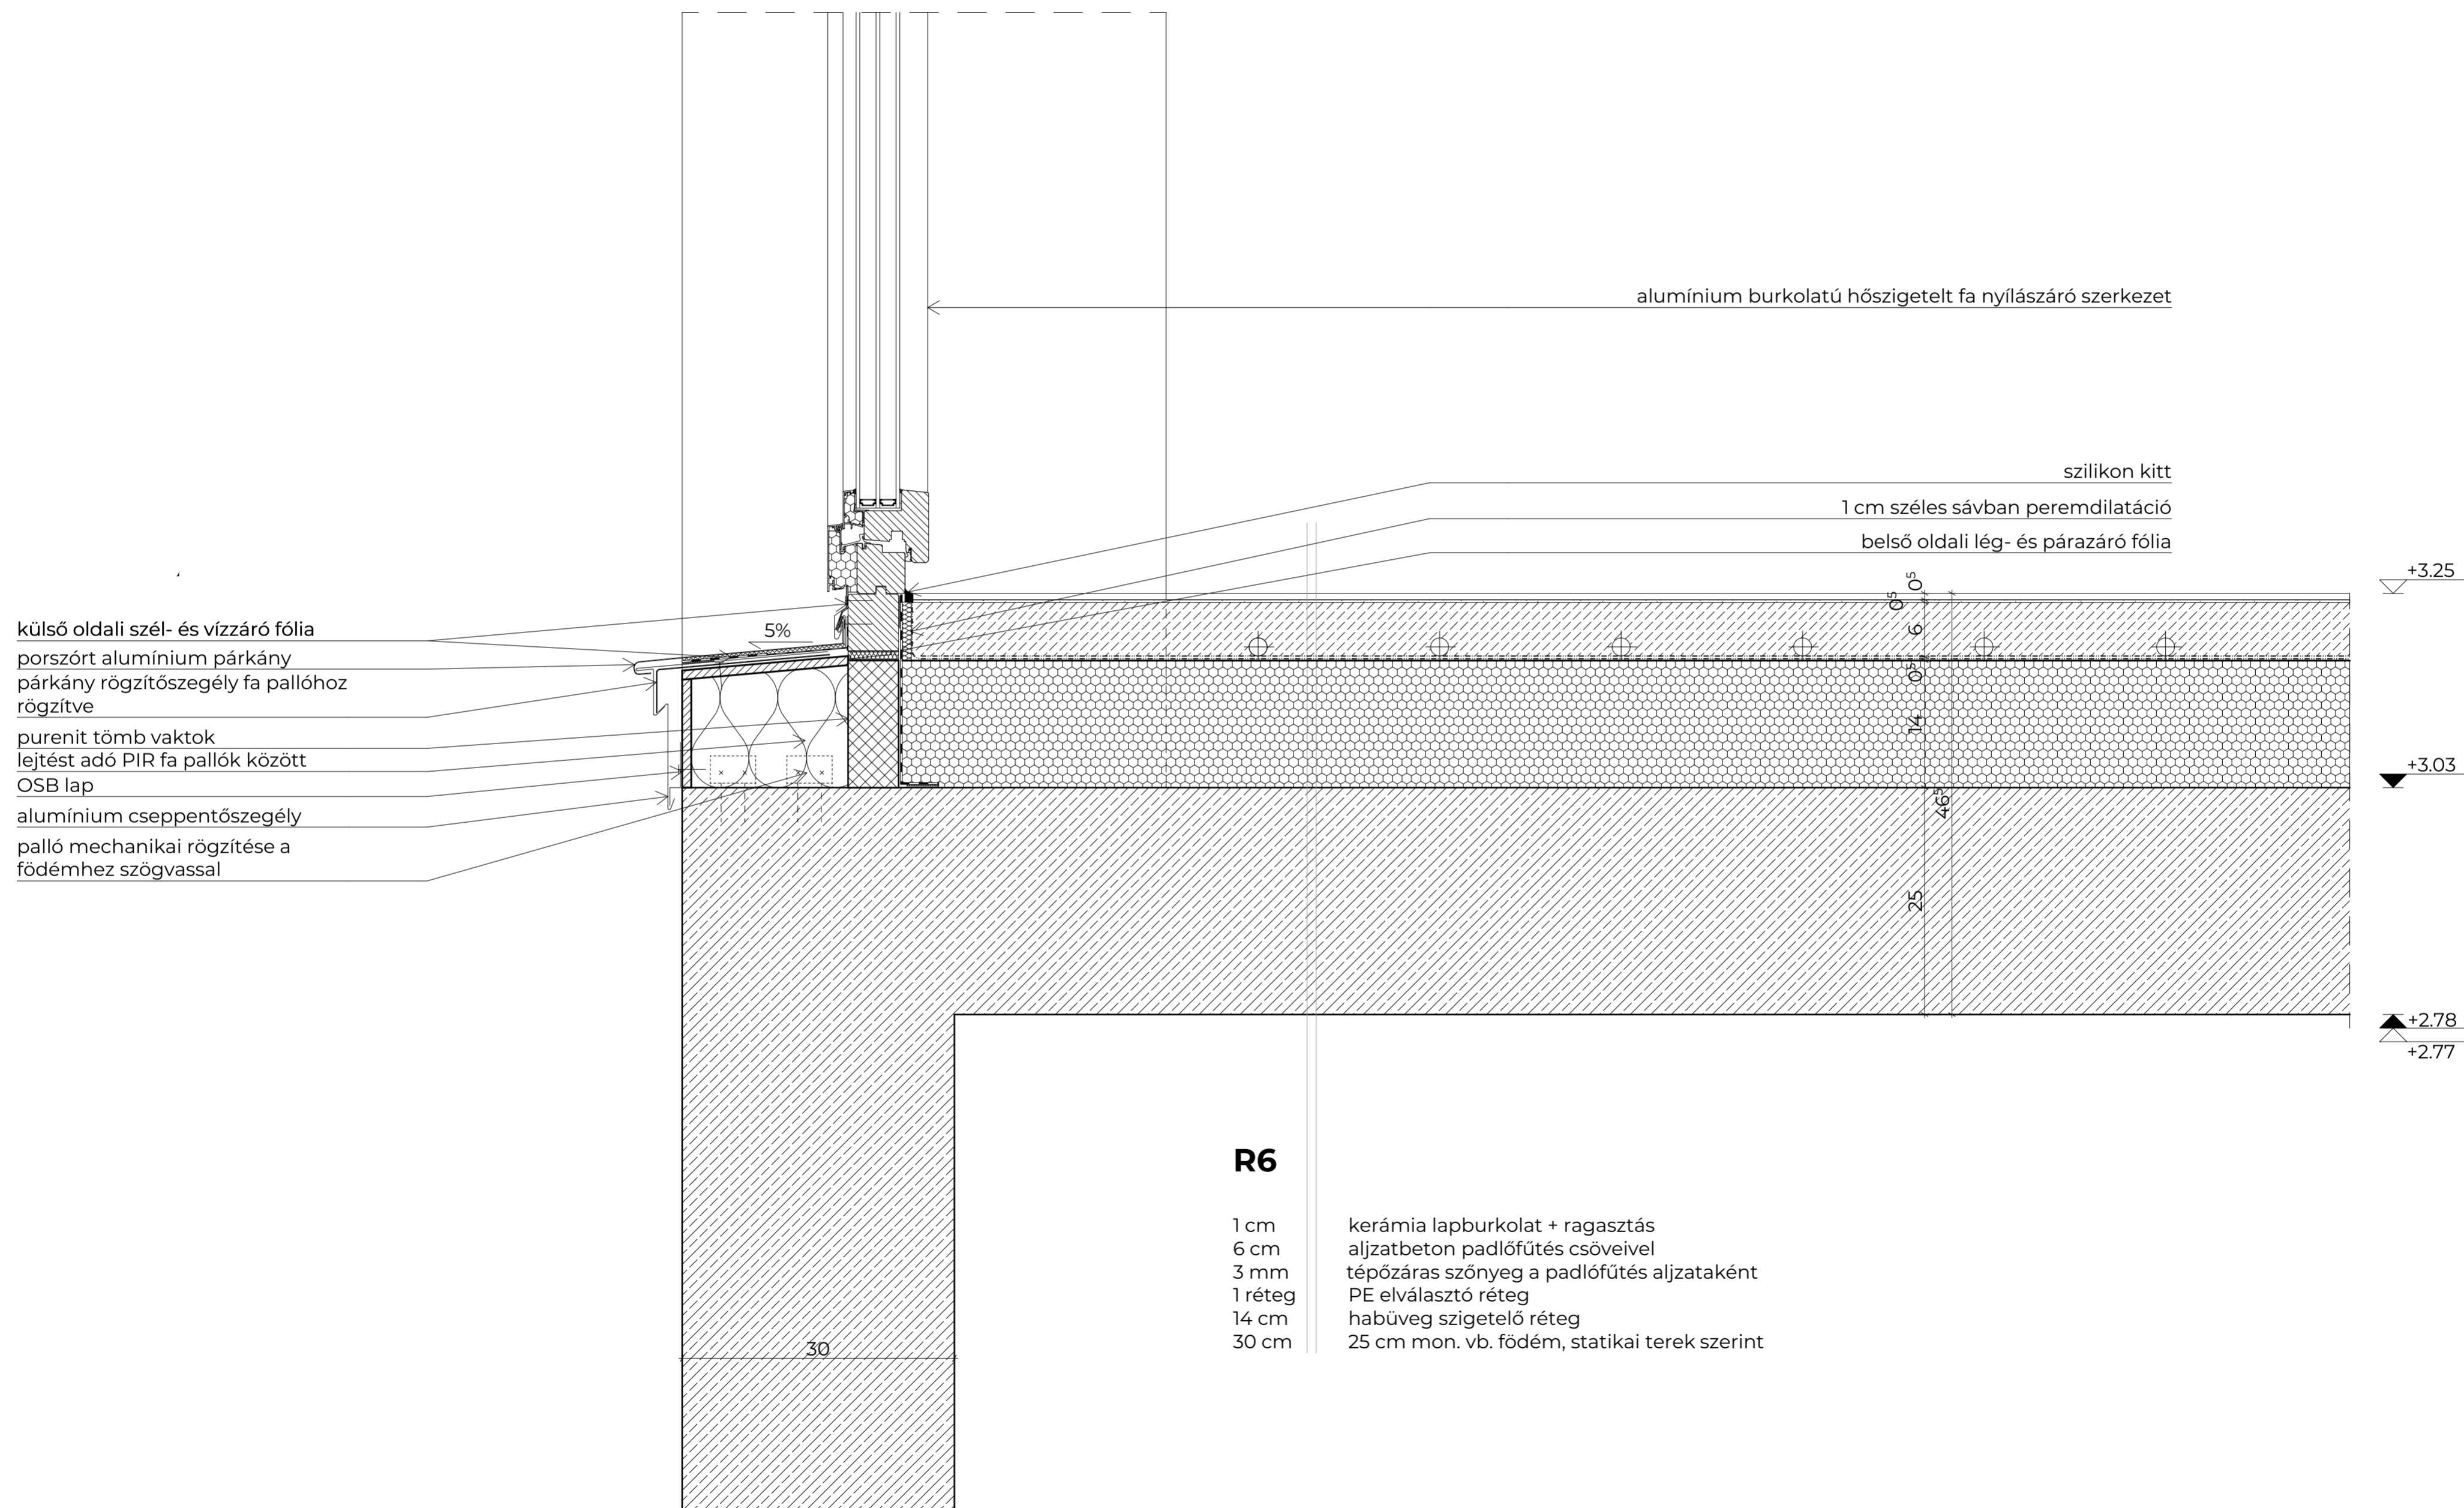 alumínium burkolatú hőszigetelt fa nyílászáró szerkezet
szilikon kitt
1 cm széles sávban peremdilatáció
belső oldali lég- és párazáró fólia
külső oldali szél- és vízzáró fólia
porszórt alumínium párkány
párkány rögzítőszegély fa pallóhoz
rögzítve
purenit tömb vaktok
lejtést adó PIR fa pallók között
OSB lap
alumínium cseppentőszegély
palló mechanikai rögzítése a
födémhez szögvassal
5%
0⁵
0⁵
6
0⁵
14
46⁵
25
+3.25
+3.03
+2.78
+2.77
R6
1 cm kerámia lapburkolat + ragasztás
6 cm aljzatbeton padlőfűtés csöveivel
3 mm tépőzáras szőnyeg a padlófűtés aljzataként
1 réteg PE elválasztó réteg
14 cm habüveg szigetelő réteg
30 cm 25 cm mon. vb. födém, statikai terek szerint
30